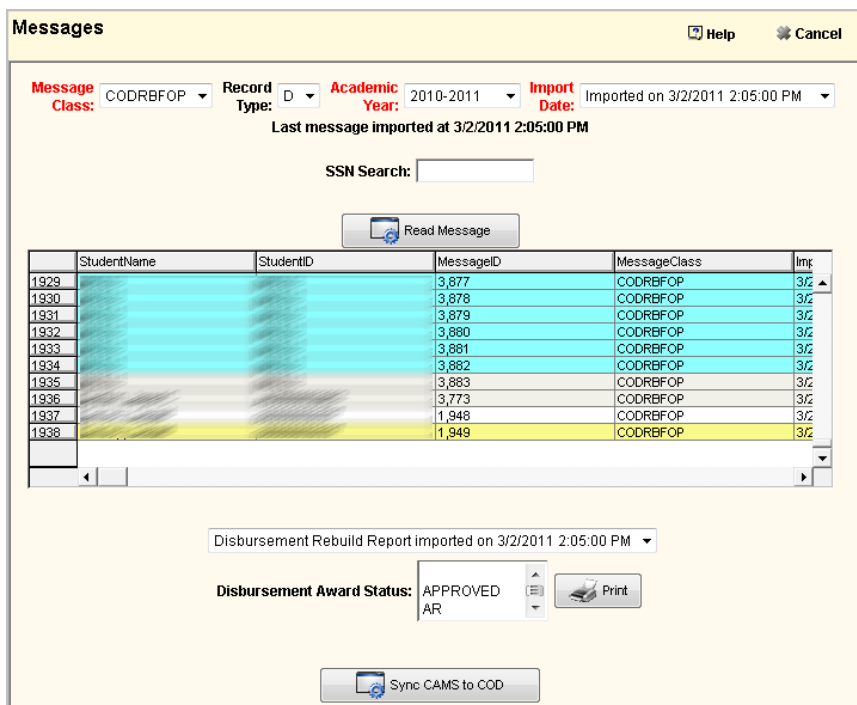 Messages Help Cancel
Message Class: CODRBFOP Record Type: D Academic Year: 2010-2011 Import Date: Imported on 3/2/2011 2:05:00 PM
Last message imported at 3/2/2011 2:05:00 PM
SSN Search:
Read Message
StudentName StudentID MessageID MessageClass Imp
1929 3,877 CODRBFOP 3/2
1930 3,878 CODRBFOP 3/2
1931 3,879 CODRBFOP 3/2
1932 3,880 CODRBFOP 3/2
1933 3,881 CODRBFOP 3/2
1934 3,882 CODRBFOP 3/2
1935 3,883 CODRBFOP 3/2
1936 3,773 CODRBFOP 3/2
1937 1,948 CODRBFOP 3/2
1938 1,949 CODRBFOP 3/2
Disbursement Rebuild Report imported on 3/2/2011 2:05:00 PM
Disbursement Award Status: APPROVED Print
AR
Sync CAMS to COD